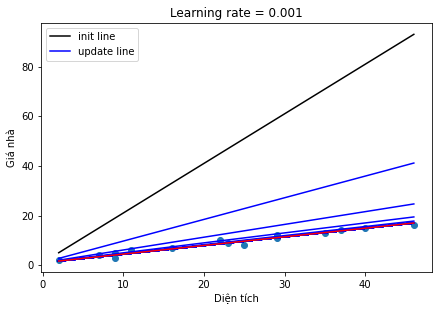 Learning rate = 0.001
init line
update line
80
60
40
20
0
Giá nhà
0
10
20
30
40
Diện tích